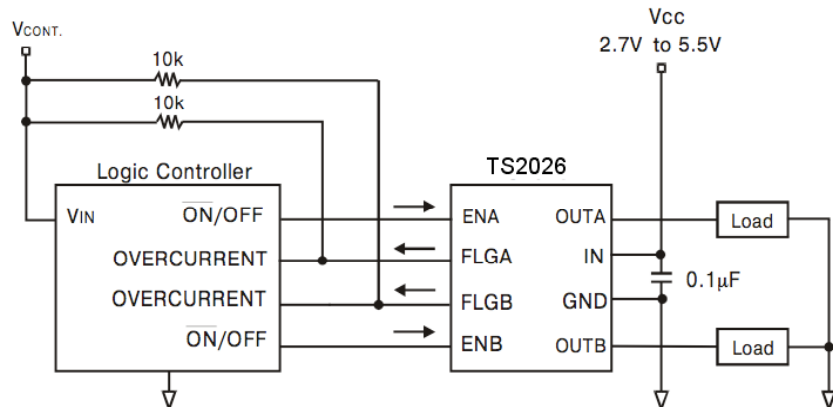 VCONT.
Vcc
2.7V to 5.5V
10k
10k
Logic Controller
TS2026
VIN
ON/OFF
OVERCURRENT
OVERCURRENT
ON/OFF
ENA
FLGA
FLGB
ENB
OUTA
IN
GND
OUTB
Load
0.1µF
Load